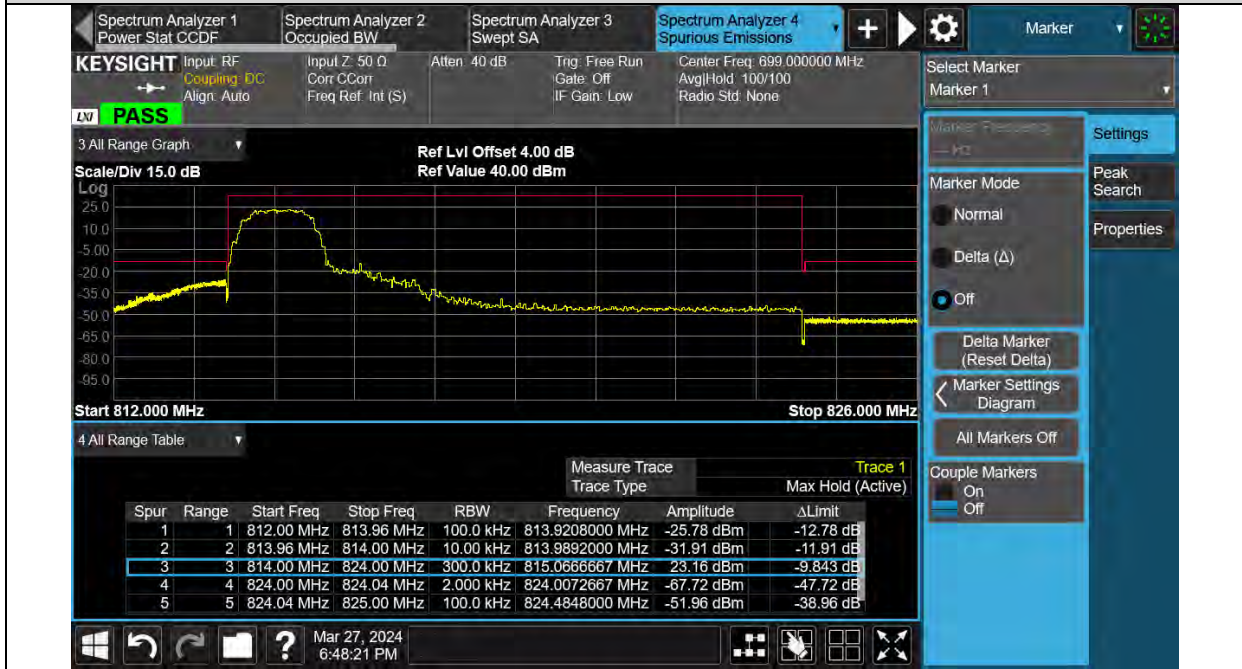 Spectrum Analyzer 1
Power Stat CCDF
Spectrum Analyzer 2
Occupied BW
Spectrum Analyzer 3
Swept SA
Spectrum Analyzer 4
Spurious Emissions
Marker
KEYSIGHT
Input: RF
Coupling: DC
Align: Auto
Input Z: 50 Ω
Corr CCorr
Freq Ref: Int (S)
Atten: 40 dB
Trig: Free Run
Gate: Off
IF Gain: Low
Center Freq: 699.000000 MHz
Avg|Hold: 100/100
Radio Std: None
LXI PASS
Select Marker
Marker 1
3 All Range Graph
Scale/Div 15.0 dB
Ref Lvl Offset 4.00 dB
Ref Value 40.00 dBm
Log
25.0
10.0
-5.00
-20.0
-35.0
-50.0
-65.0
-80.0
-95.0
Start 812.000 MHz
Stop 826.000 MHz
Marker Frequency
--- Hz
Marker Mode
Normal
Delta (Δ)
Off
Delta Marker
(Reset Delta)
Marker Settings
Diagram
All Markers Off
Couple Markers
On
Off
Settings
Peak
Search
Properties
4 All Range Table
Measure Trace Trace 1
Trace Type Max Hold (Active)
Spur Range Start Freq Stop Freq RBW Frequency Amplitude ΔLimit
1 1 812.00 MHz 813.96 MHz 100.0 kHz 813.9208000 MHz -25.78 dBm -12.78 dB
2 2 813.96 MHz 814.00 MHz 10.00 kHz 813.9892000 MHz -31.91 dBm -11.91 dB
3 3 814.00 MHz 824.00 MHz 300.0 kHz 815.0666667 MHz 23.16 dBm -9.843 dB
4 4 824.00 MHz 824.04 MHz 2.000 kHz 824.0072667 MHz -67.72 dBm -47.72 dB
5 5 824.04 MHz 825.00 MHz 100.0 kHz 824.4848000 MHz -51.96 dBm -38.96 dB
Mar 27, 2024
6:48:21 PM